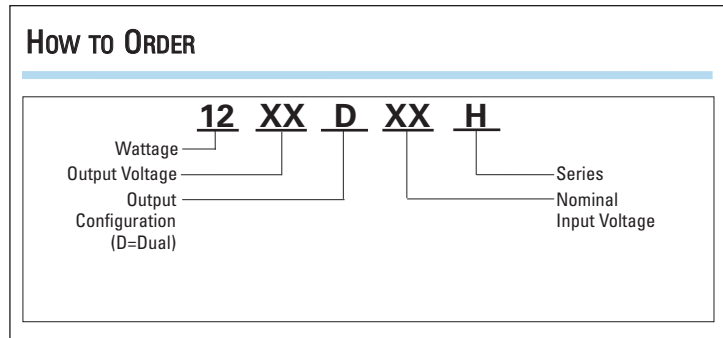 HOW TO ORDER
12 XX D XX H
Wattage
Output Voltage
Output
Configuration
(D=Dual)
Series
Nominal
Input Voltage